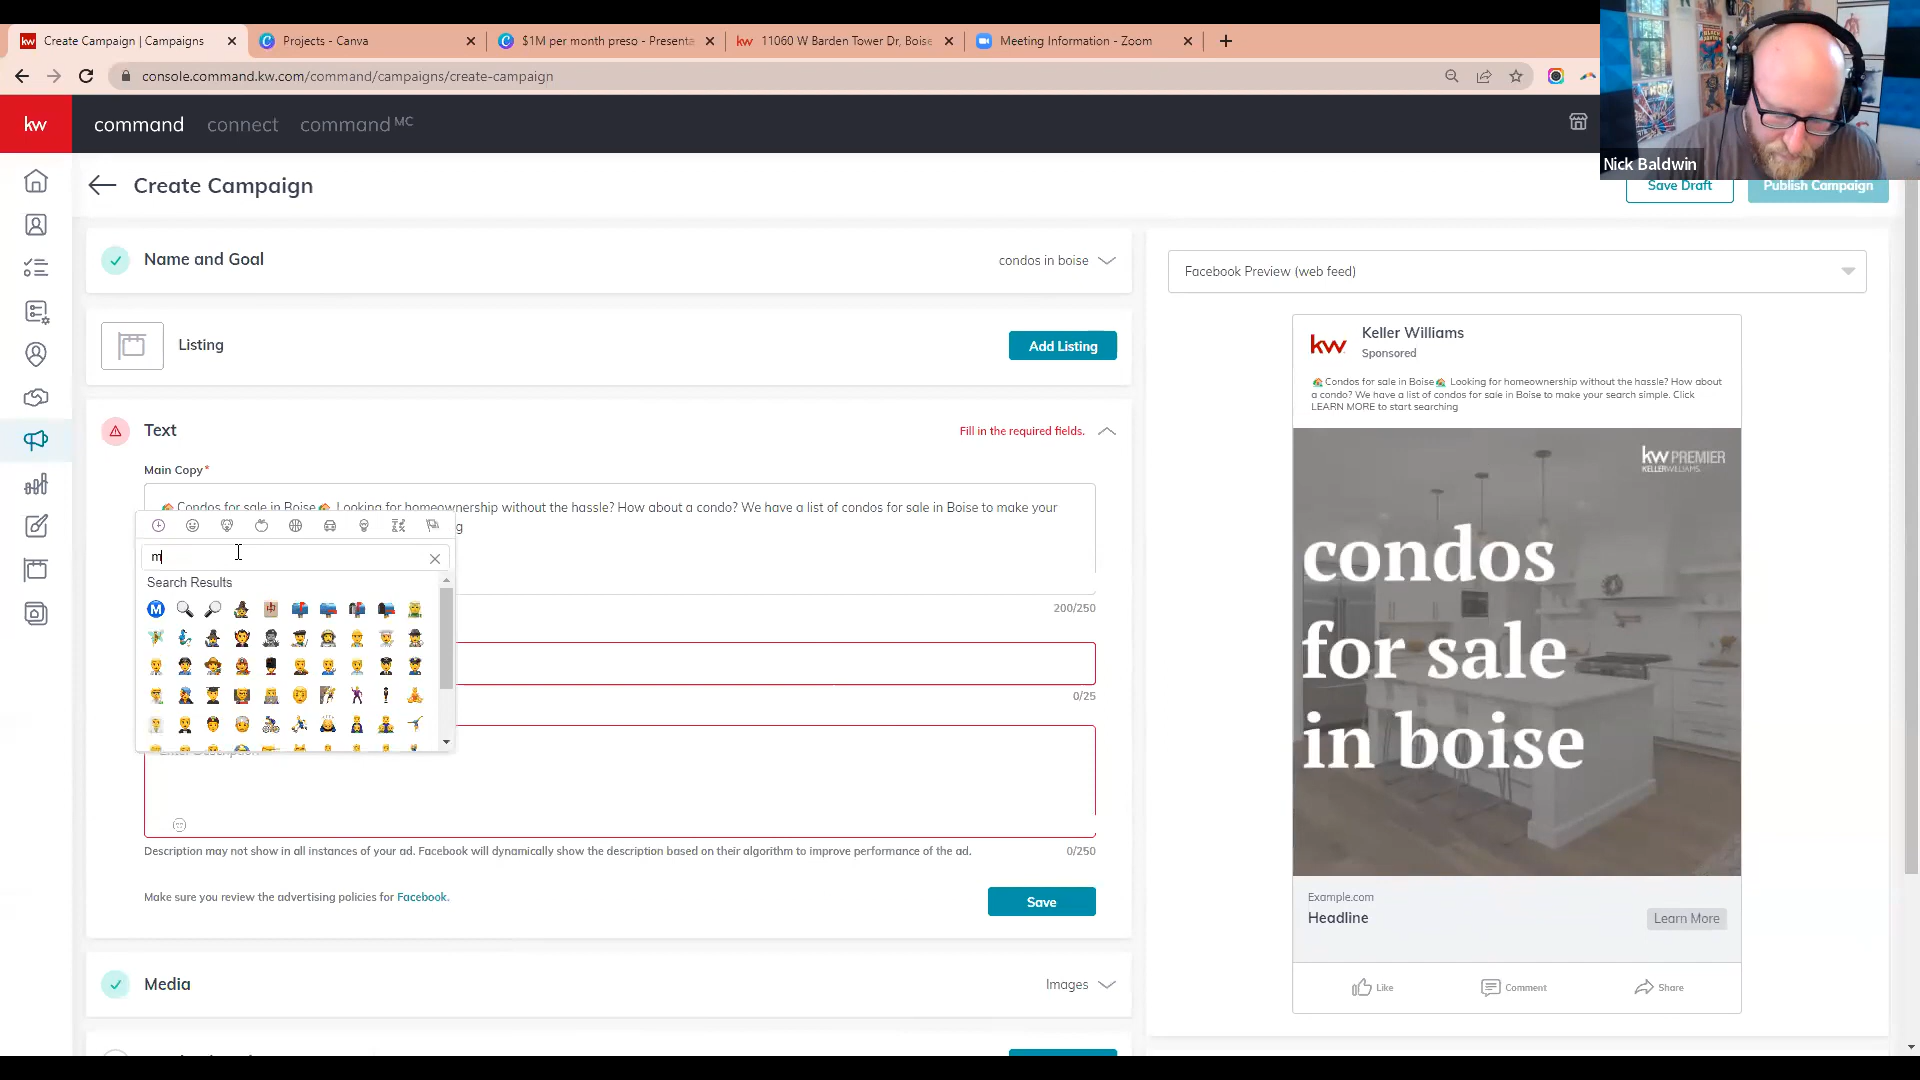 kw Create Campaign | Campaigns
Projects - Canva
$1M per month preso - Presenta
kw 11060 W Barden Tower Dr, Boise
Meeting Information - Zoom
console.command.kw.com/command/campaigns/create-campaign
kw command connect command MC
Nick Baldwin
Create Campaign
Save Draft
Publish Campaign
Name and Goal
condos in boise
Listing
Add Listing
Text
Fill in the required fields.
Main Copy*
Condos for sale in Boise Looking for homeownership without the hassle? How about a condo? We have a list of condos for sale in Boise to make your
g
200/250
m
Search Results
M
0/25
0/250
Description may not show in all instances of your ad. Facebook will dynamically show the description based on their algorithm to improve performance of the ad.
Make sure you review the advertising policies for Facebook.
Save
Media
Images
Facebook Preview (web feed)
kw Keller Williams
Sponsored
Condos for sale in Boise Looking for homeownership without the hassle? How about
a condo? We have a list of condos for sale in Boise to make your search simple. Click
LEARN MORE to start searching
kw PREMIER
KELLERWILLIAMS.
condos
for sale
in boise
Example.com
Headline
Learn More
Like
Comment
Share